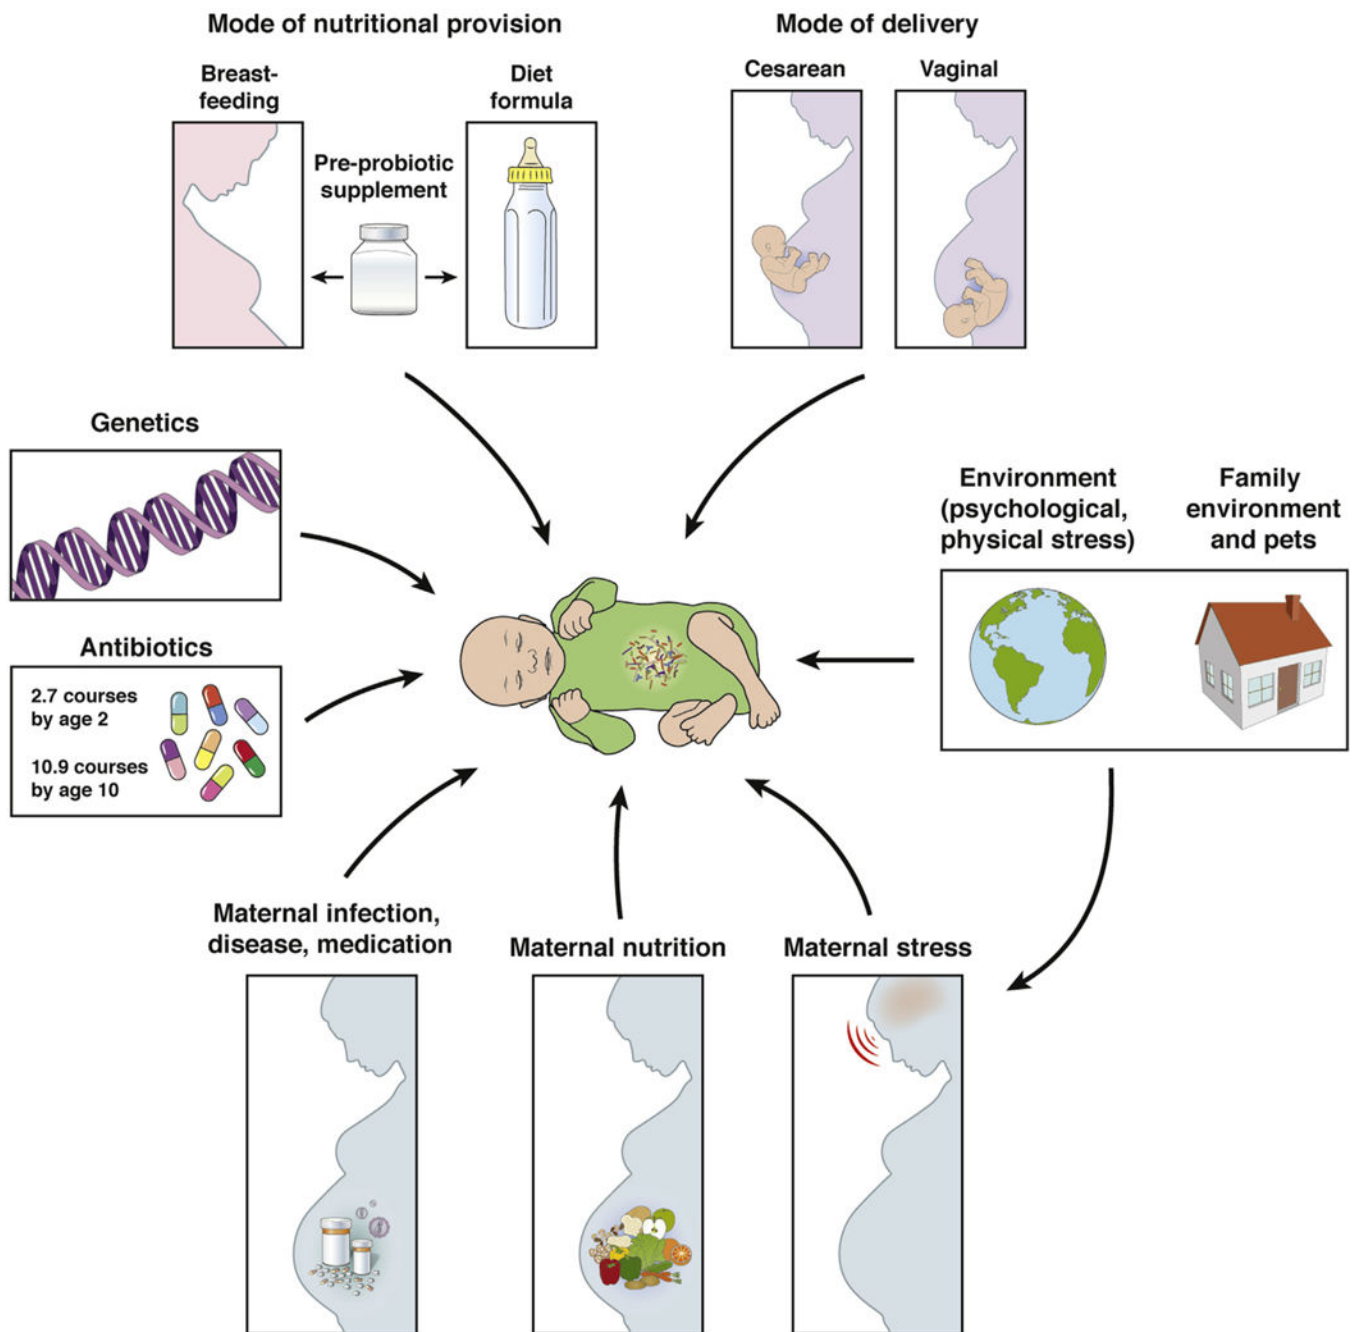 Mode of nutritional provision
Mode of delivery
Breast-
feeding
Diet
formula
Pre-probiotic
supplement
Cesarean
Vaginal
Genetics
Environment
(psychological,
physical stress)
Family
environment
and pets
Antibiotics
2.7 courses
by age 2
10.9 courses
by age 10
Maternal infection,
disease, medication
Maternal nutrition
Maternal stress